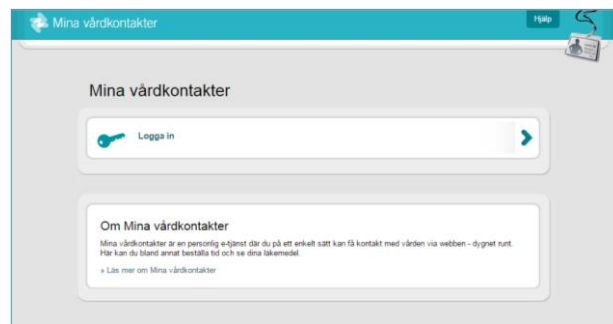 Mina vårdkontakter
Hjälp
Mina vårdkontakter
Logga in
Om Mina vårdkontakter
Mina vårdkontakter är en personlig e-tjänst där du på ett enkelt sätt kan få kontakt med vården via webben - dygnet runt.
Här kan du bland annat beställa tid och se dina läkemedel.
» Läs mer om Mina vårdkontakter